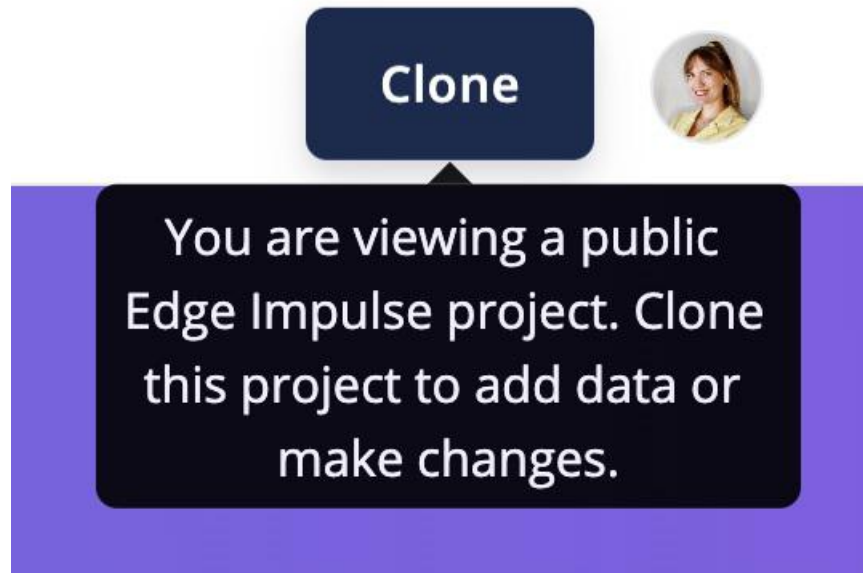 Clone
You are viewing a public
Edge Impulse project. Clone
this project to add data or
make changes.